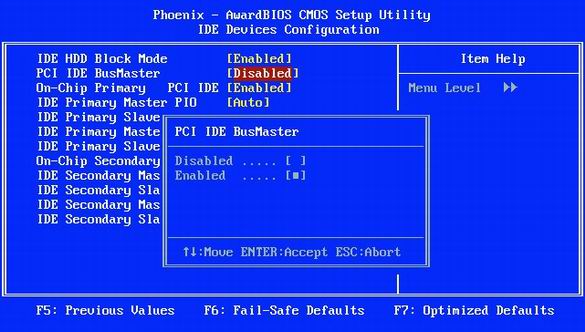 Phoenix - AwardBIOS CMOS Setup Utility
IDE Devices Configuration
IDE HDD Block Mode [Enabled] Item Help
PCI IDE BusMaster [Disabled]
On-Chip Primary PCI IDE [Enabled] Menu Level ▶▶
IDE Primary Master PIO [Auto]
IDE Primary Slave
IDE Primary Maste
IDE Primary Slave
On-Chip Secondary
IDE Secondary Mas
IDE Secondary Sla
IDE Secondary Mas
IDE Secondary Sla
PCI IDE BusMaster
Disabled ..... [ ]
Enabled ..... [■]
↑↓:Move ENTER:Accept ESC:Abort
F5: Previous Values F6: Fail-Safe Defaults F7: Optimized Defaults